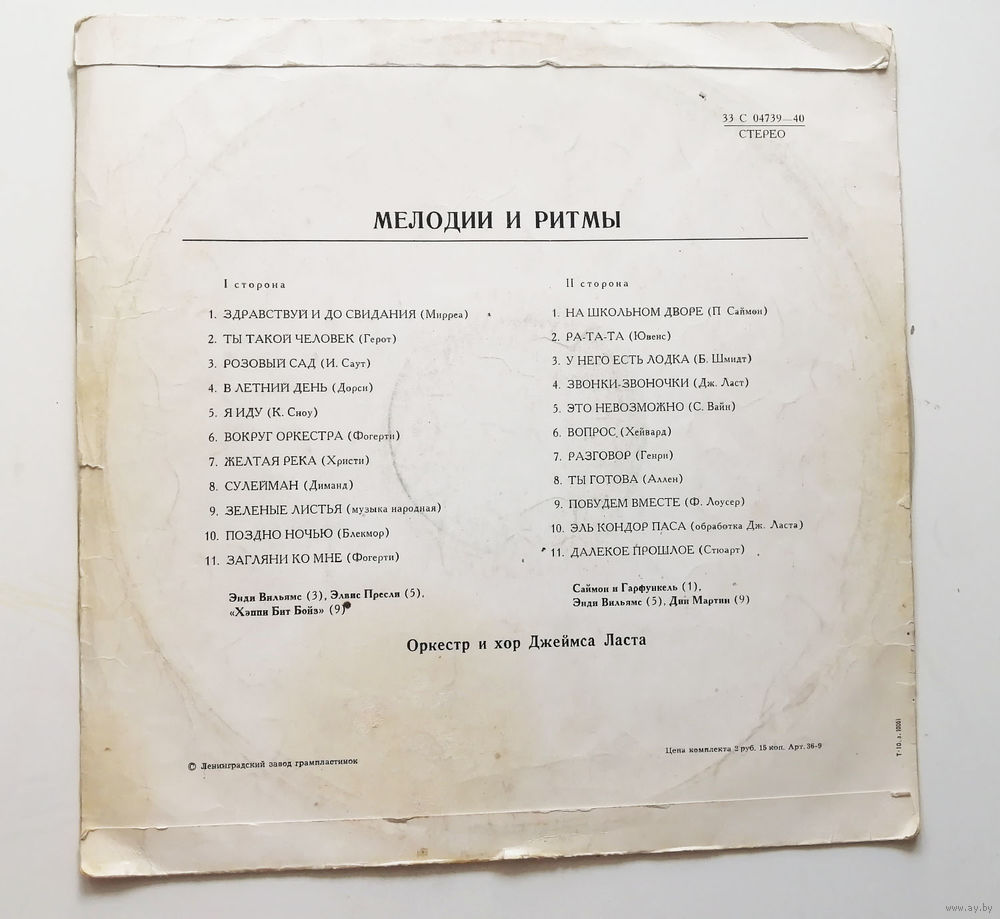 33 С 04739—40
СТЕРЕО
МЕЛОДИИ И РИТМЫ
I сторона
1. ЗДРАВСТВУЙ И ДО СВИДАНИЯ (Мирреа)
2. ТЫ ТАКОЙ ЧЕЛОВЕК (Герот)
3. РОЗОВЫЙ САД (И. Саут)
4. В ЛЕТНИЙ ДЕНЬ (Дорси)
5. Я ИДУ (К. Сноу)
6. ВОКРУГ ОРКЕСТРА (Фогерти)
7. ЖЕЛТАЯ РЕКА (Христи)
8. СУЛЕЙМАН (Диманд)
9. ЗЕЛЕНЫЕ ЛИСТЬЯ (музыка народная)
10. ПОЗДНО НОЧЬЮ (Блекмор)
11. ЗАГЛЯНИ КО МНЕ (Фогерти)
Энди Вильямс (3), Элвис Пресли (5),
«Хэппи Бит Бойз» (9)
II сторона
1. НА ШКОЛЬНОМ ДВОРЕ (П Саймон)
2. РА-ТА-ТА (Ювенс)
3. У НЕГО ЕСТЬ ЛОДКА (Б. Шмидт)
4. ЗВОНКИ-ЗВОНОЧКИ (Дж. Ласт)
5. ЭТО НЕВОЗМОЖНО (С. Вайн)
6. ВОПРОС (Хейвард)
7. РАЗГОВОР (Генри)
8. ТЫ ГОТОВА (Аллен)
9. ПОБУДЕМ ВМЕСТЕ (Ф. Лоусер)
10. ЭЛЬ КОНДОР ПАСА (обработка Дж. Ласта)
11. ДАЛЕКОЕ ПРОШЛОЕ (Стюарт)
Саймон и Гарфункель (1),
Энди Вильямс (5), Дин Мартин (9)
Оркестр и хор Джеймса Ласта
© Ленинградский завод грампластинок
Цена комплекта 2 руб. 15 коп. Арт. 36-9
www.ay.by